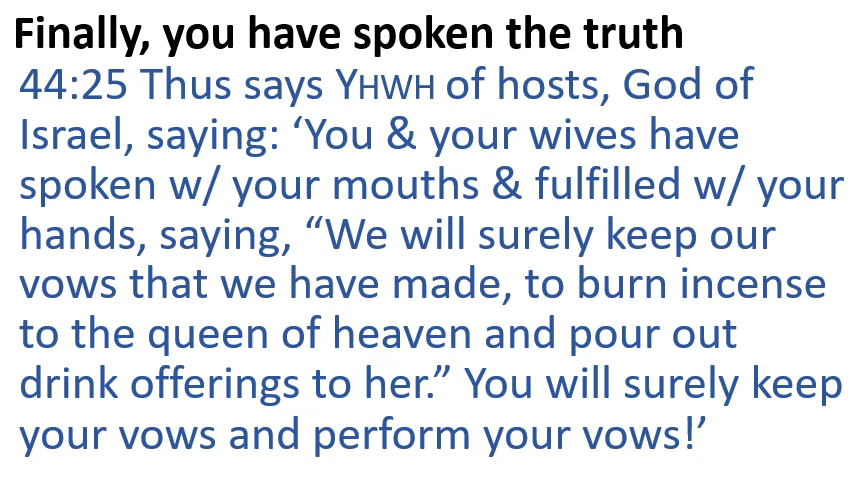 Finally, you have spoken the truth
44:25 Thus says YHWH of hosts, God of
Israel, saying: ‘You & your wives have
spoken w/ your mouths & fulfilled w/ your
hands, saying, “We will surely keep our
vows that we have made, to burn incense
to the queen of heaven and pour out
drink offerings to her.” You will surely keep
your vows and perform your vows!’